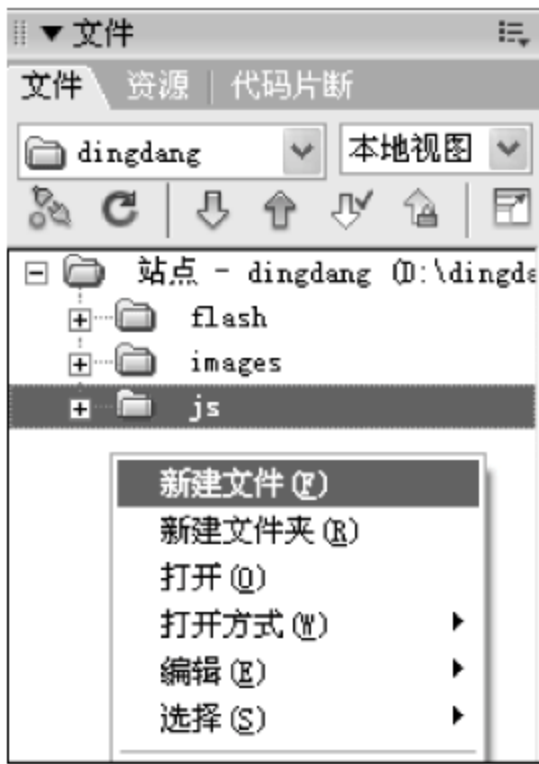 文件
文件 资源 代码片断
dingdang 本地视图
站点 - dingdang (D:\dingda
flash
images
js
新建文件(F)
新建文件夹(R)
打开(O)
打开方式(W)
编辑(E)
选择(S)